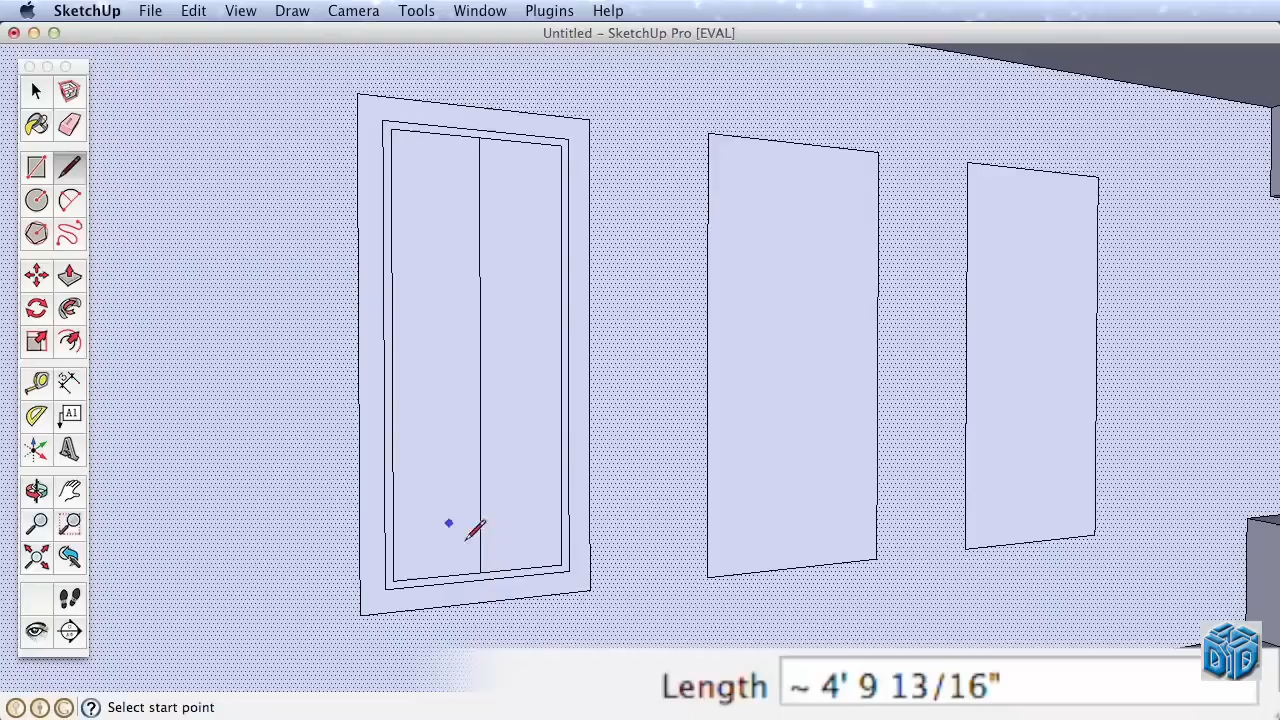 SketchUp File Edit View Draw Camera Tools Window Plugins Help
Untitled – SketchUp Pro [EVAL]
A1
Length ~ 4' 9 13/16"
Select start point